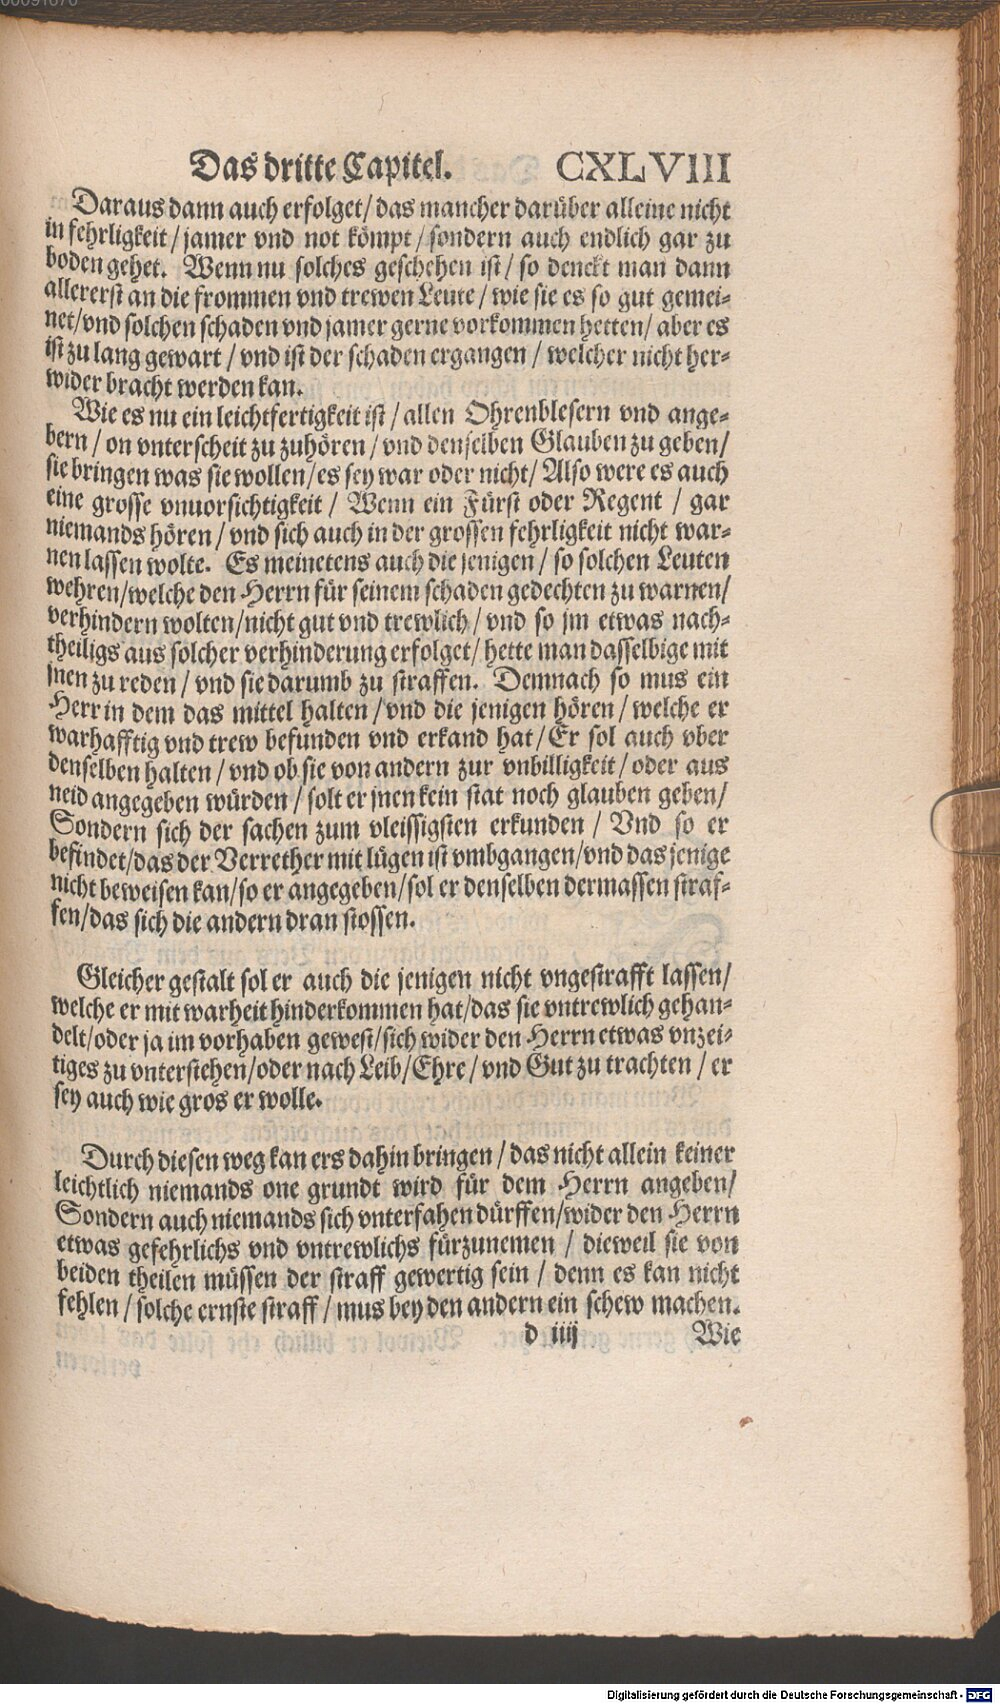 00091070
Das dritte Capitel. CXLVIII
Daraus dann auch erfolget/ das mancher darüber alleine nicht
in fehrligkeit/ jamer vnd not kömpt/ sondern auch endlich gar zu
boden gehet. Wenn nu solches geschehen ist/ so denckt man dann
allererst an die frommen vnd trewen Leute/ wie sie es so gut gemei-
net/ vnd solchen schaden vnd jamer gerne vorkommen hetten/ aber es
ist zu lang gewart/ vnd ist der schaden ergangen/ welcher nicht her-
wider bracht werden kan.
Wie es nu ein leichtfertigkeit ist/ allen Ohrenblesern vnd ange-
bern/ on vnterscheit zu zuhören/ vnd denselben Glauben zu geben/
sie bringen was sie wollen/ es sey war oder nicht/ Also were es auch
eine grosse vnuorsichtigkeit/ Wenn ein Fürst oder Regent/ gar
niemands hören/ vnd sich auch in der grossen fehrligkeit nicht war-
nen lassen wolte. Es meinetens auch die jenigen/ so solchen Leuten
wehren/ welche den Herrn für seinem schaden gedechten zu warnen/
verhindern wolten/ nicht gut vnd trewlich/ vnd so jm etwas nach-
theiligs aus solcher verhinderung erfolget/ hette man dasselbige mit
jnen zu reden/ vnd sie darumb zu straffen. Demnach so mus ein
Herr in dem das mittel halten/ vnd die jenigen hören/ welche er
warhafftig vnd trew befunden vnd erkand hat/ Er sol auch vber
denselben halten/ vnd ob sie von andern zur vnbilligkeit/ oder aus
neid angegeben würden/ solt er jnen kein stat noch glauben geben/
Sondern sich der sachen zum vleissigsten erkunden/ Vnd so er
befindet/ das der Verrether mit lügen ist vmbgangen/ vnd das jenige
nicht beweisen kan/ so er angegeben/ sol er denselben dermassen straf-
fen/ das sich die andern dran stossen.
Gleicher gestalt sol er auch die jenigen nicht vngestrafft lassen/
welche er mit warheit hinderkommen hat/ das sie vntrewlich gehan-
delt/ oder ja im vorhaben gewest/ sich wider den Herrn etwas vnzei-
tiges zu vnterstehen/ oder nach Leib/ Ehre/ vnd Gut zu trachten/ er
sey auch wie gros er wolle.
Durch diesen weg kan ers dahin bringen/ das nicht allein keiner
leichtlich niemands one grundt wird für dem Herrn angeben/
Sondern auch niemands sich vnterfahen dürffen/ wider den Herrn
etwas gefehrlichs vnd vntrewlichs fürzunemen/ dieweil sie von
beiden theilen müssen der straff gewertig sein/ denn es kan nicht
fehlen/ solche ernste straff/ mus bey den andern ein schew machen.
d iiij Wie
Digitalisierung gefördert durch die Deutsche Forschungsgemeinschaft - DFG